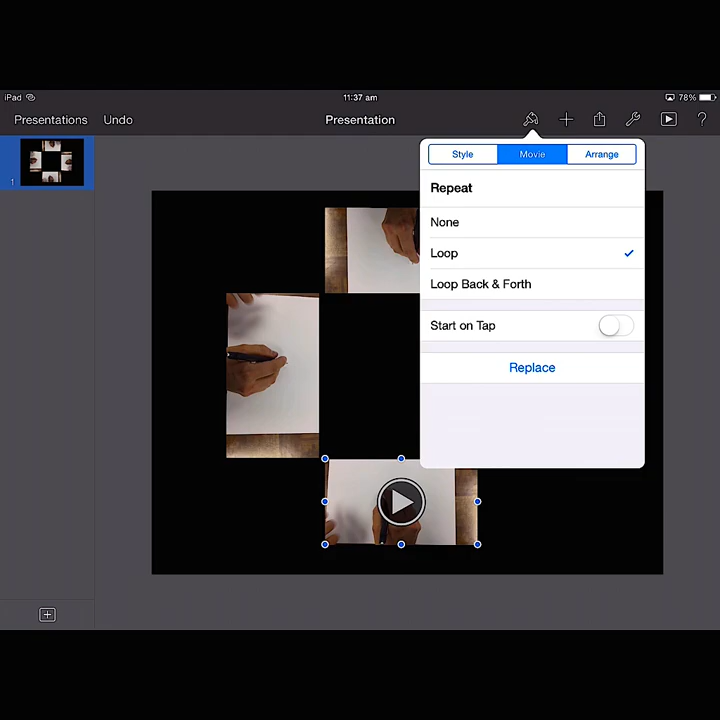 iPad 11:37 am 78%
Presentations Undo Presentation ?
Style Movie Arrange
Repeat
None
Loop
Loop Back & Forth
Start on Tap
Replace
1